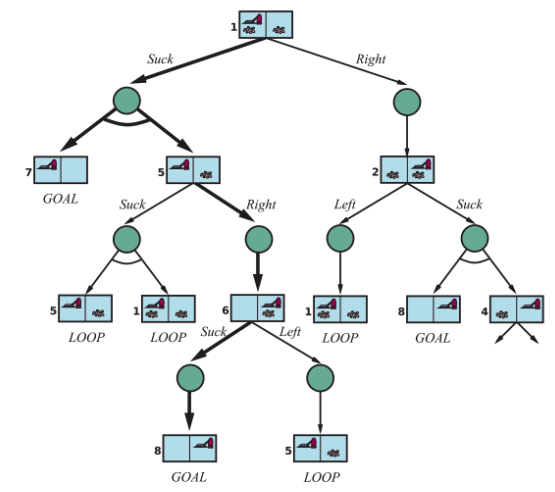 1
Suck
Right
7
5
2
GOAL
Suck
Right
Left
Suck
5
1
6
1
8
4
LOOP
LOOP
Suck
Left
LOOP
GOAL
8
5
GOAL
LOOP